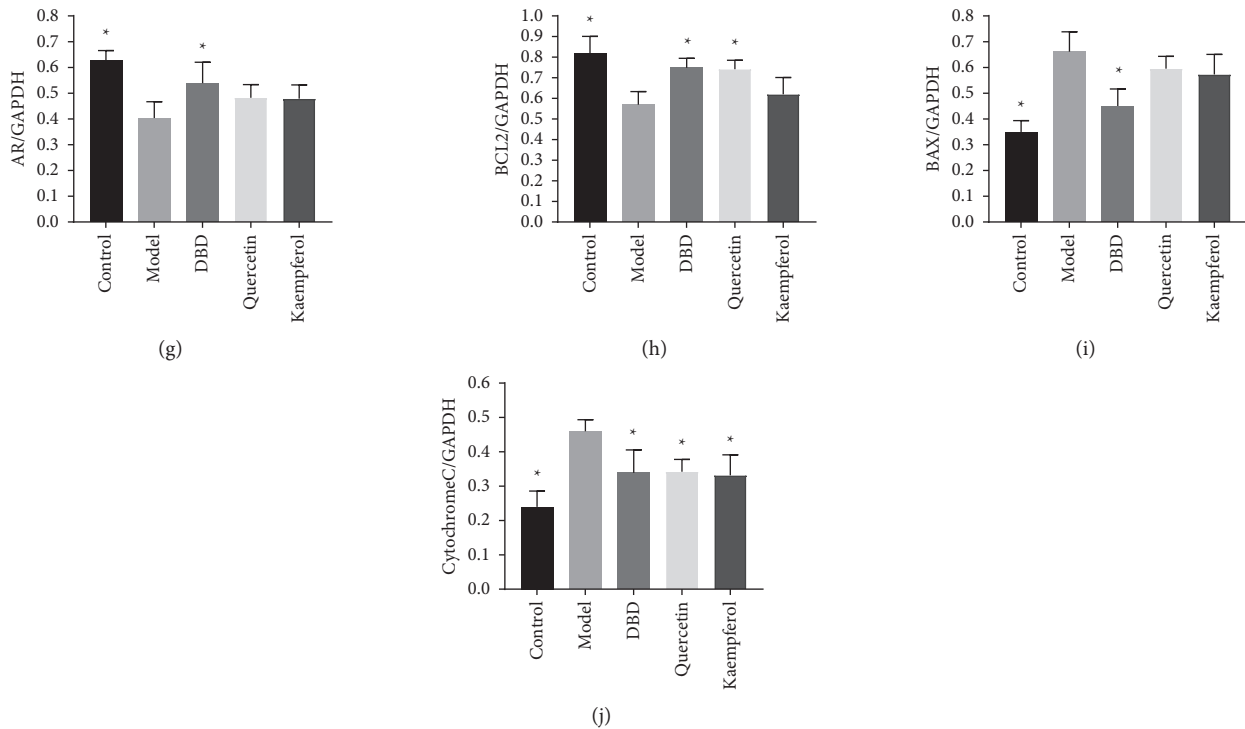 AR/GAPDH
0.8
0.7
0.6
0.5
0.4
0.3
0.2
0.1
0.0
*
*
Control
Model
DBD
Quercetin
Kaempferol
(g)
BCL2/GAPDH
1.0
0.9
0.8
0.7
0.6
0.5
0.4
0.3
0.2
0.1
0.0
*
*
*
Control
Model
DBD
Quercetin
Kaempferol
(h)
BAX/GAPDH
0.8
0.7
0.6
0.5
0.4
0.3
0.2
0.1
0.0
*
*
Control
Model
DBD
Quercetin
Kaempferol
(i)
CytochromeC/GAPDH
0.6
0.5
0.4
0.3
0.2
0.1
0.0
*
*
*
*
Control
Model
DBD
Quercetin
Kaempferol
(j)